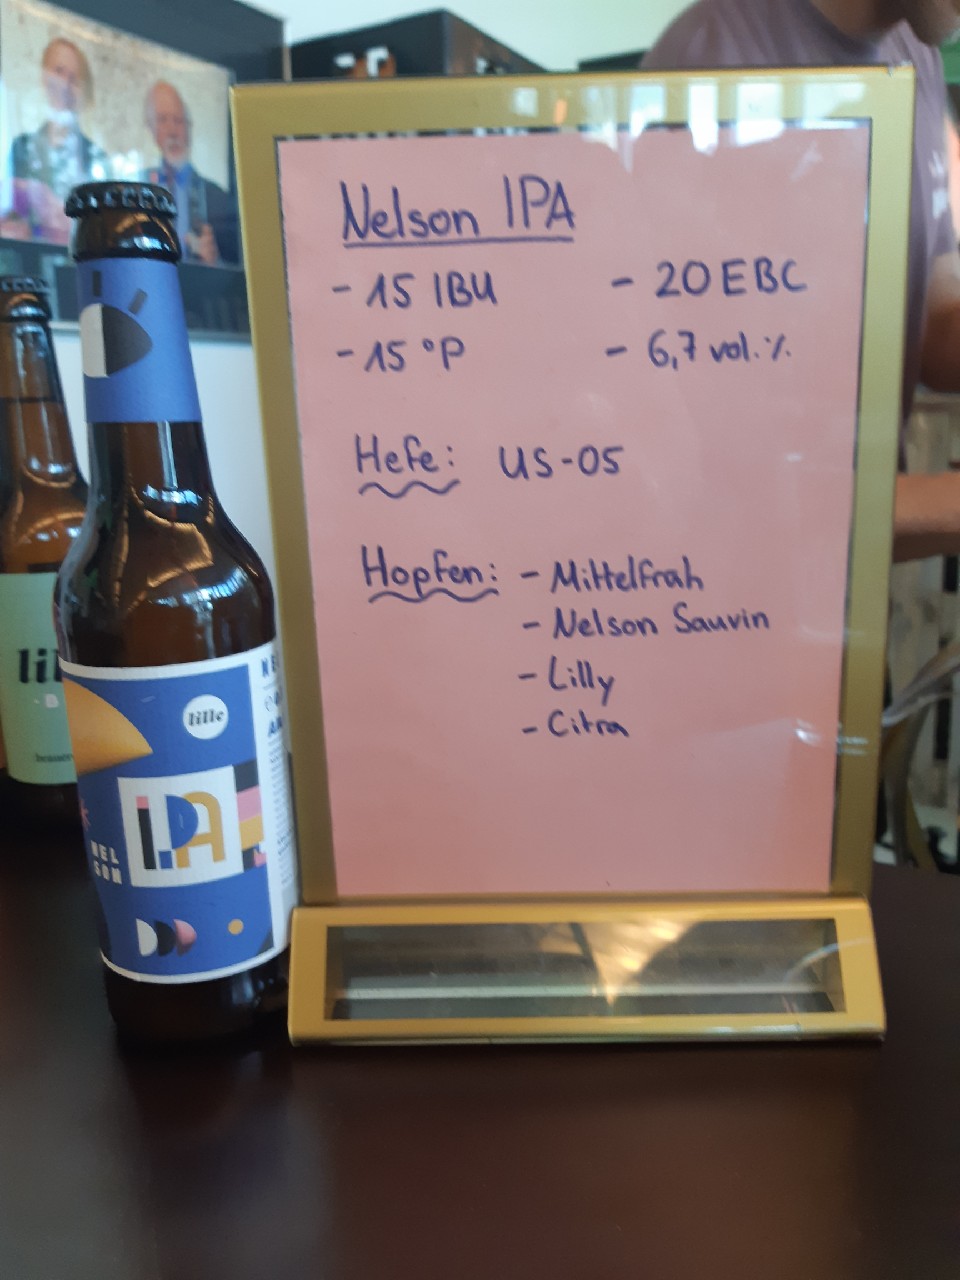 Nelson IPA
- 15 IBU - 20 EBC
- 15 °P - 6,7 vol.%
Hefe: US-05
Hopfen: - Mittelfrah
- Nelson Sauvin
- Lilly
- Citra
lille
IPA
NEL
SON